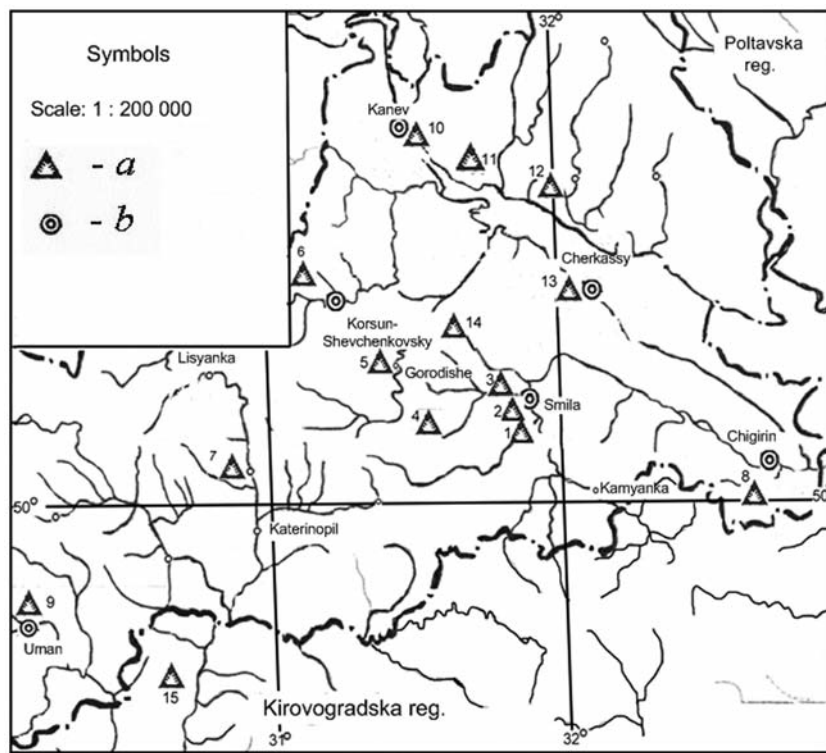 Symbols
Scale: 1 : 200 000
- a
- b
32°
Poltavska
reg.
Kanev
10
11
12
6
Cherkassy
13
14
Korsun-
Shevchenkovsky
Lisyanka
5
Gorodishe
3
Smila
2
4
1
Chigirin
7
8
Kamyanka
50°
50
Katerinopil
9
Uman
15
Kirovogradska reg.
31°
32°